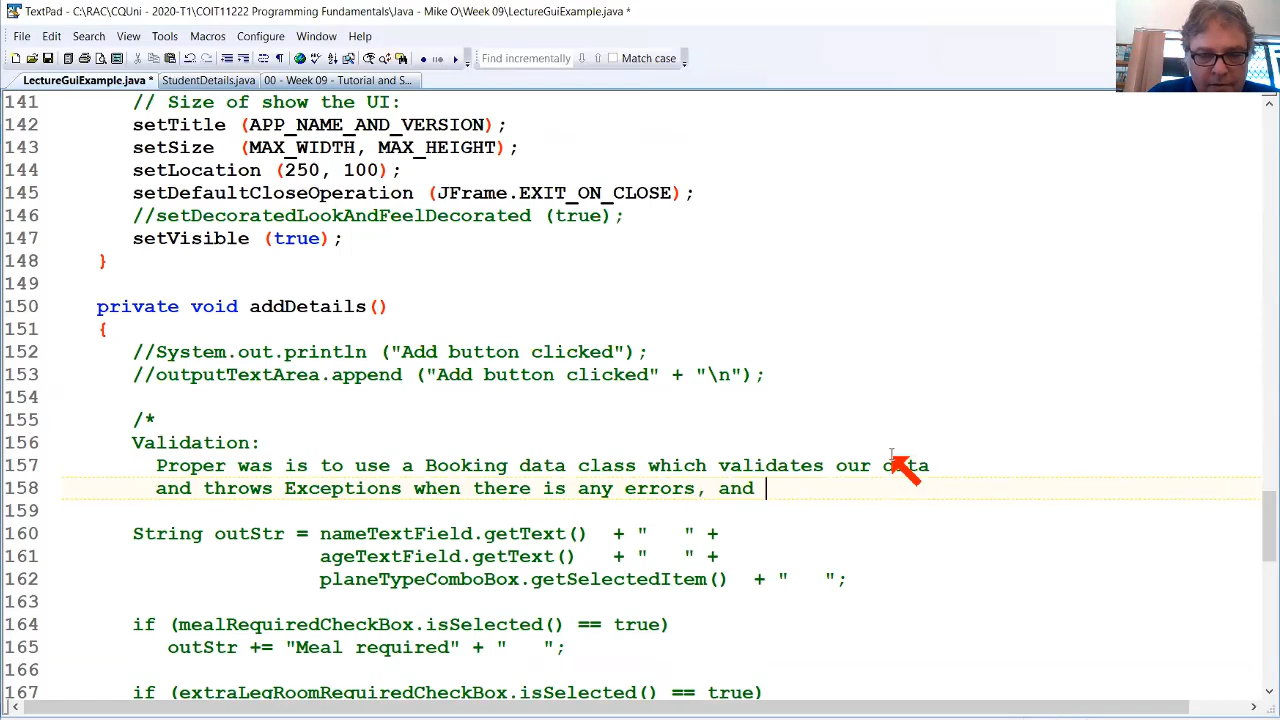 TextPad - C:\RAC\CQUni - 2020-T1\COIT11222 Programming Fundamentals\Java - Mike O\Week 09\LectureGuiExample.java *
File Edit Search View Tools Macros Configure Window Help
Find incrementally Match case
LectureGuiExample.java * StudentDetails.java 00 - Week 09 - Tutorial and S...
141 // Size of show the UI:
142 setTitle (APP_NAME_AND_VERSION);
143 setSize (MAX_WIDTH, MAX_HEIGHT);
144 setLocation (250, 100);
145 setDefaultCloseOperation (JFrame.EXIT_ON_CLOSE);
146 //setDecoratedLookAndFeelDecorated (true);
147 setVisible (true);
148 }
149
150 private void addDetails()
151 {
152 //System.out.println ("Add button clicked");
153 //outputTextArea.append ("Add button clicked" + "\n");
154
155 /*
156 Validation:
157 Proper was is to use a Booking data class which validates our data
158 and throws Exceptions when there is any errors, and
159
160 String outStr = nameTextField.getText() + "   " +
161 ageTextField.getText() + "   " +
162 planeTypeComboBox.getSelectedItem() + "   ";
163
164 if (mealRequiredCheckBox.isSelected() == true)
165 outStr += "Meal required" + "   ";
166
167 if (extraLegRoomRequiredCheckBox.isSelected() == true)